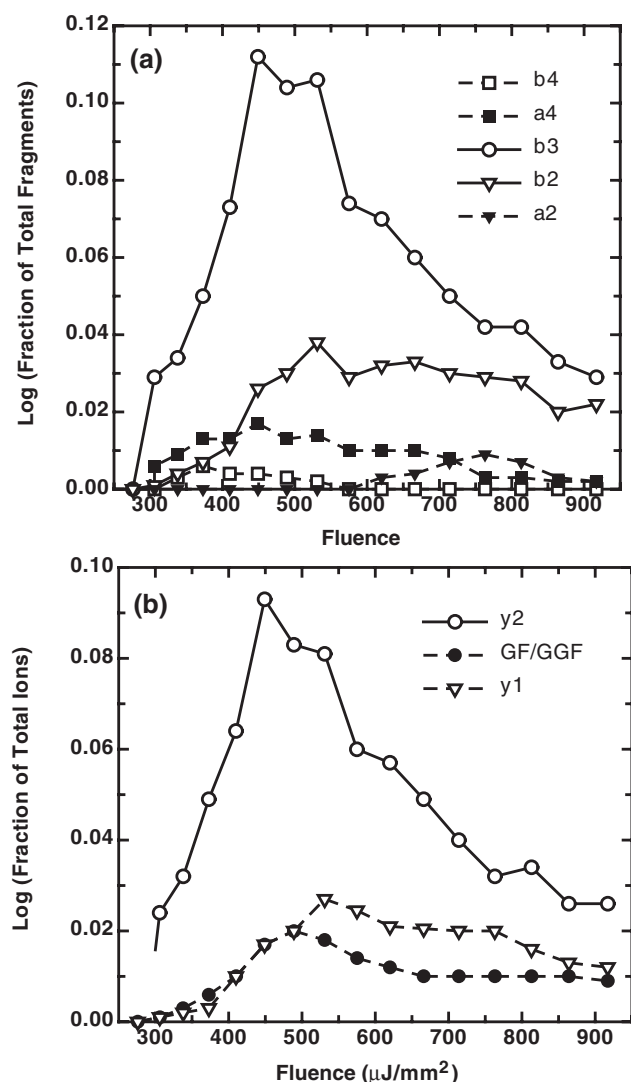 (a)
0.12
0.10
0.08
0.06
0.04
0.02
0.00
Log (Fraction of Total Fragments)
b4
a4
b3
b2
a2
300 400 500 600 700 800 900
Fluence
(b)
0.10
0.08
0.06
0.04
0.02
0.00
Log (Fraction of Total Ions)
y2
GF/GGF
y1
300 400 500 600 700 800 900
Fluence (μJ/mm²)